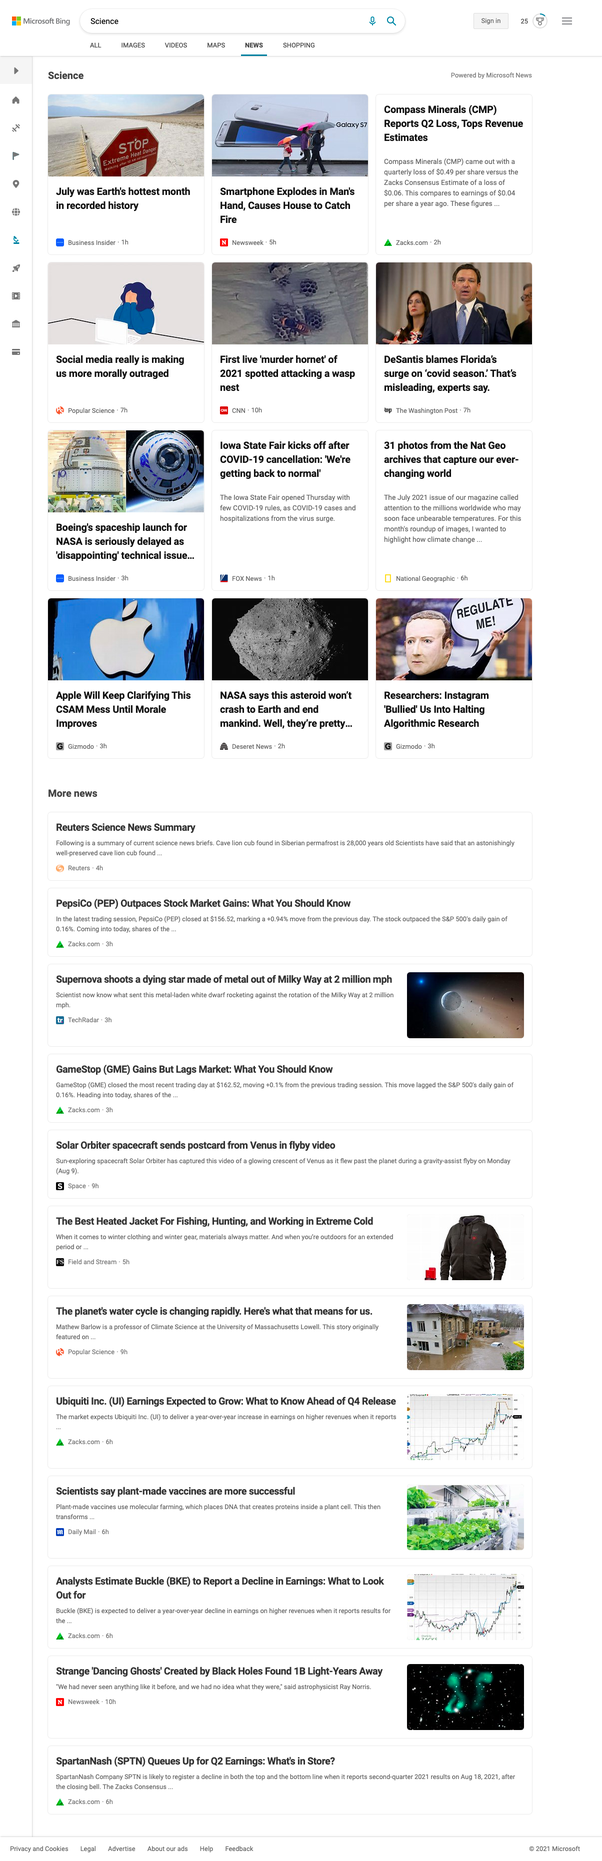 Microsoft Bing
Science
Sign in
25
ALL IMAGES VIDEOS MAPS NEWS SHOPPING
Science
Powered by Microsoft News
STOP
Extreme Heat Danger
July was Earth's hottest month
in recorded history
Business Insider · 1h
Galaxy S7
Smartphone Explodes in Man's
Hand, Causes House to Catch
Fire
Newsweek · 5h
Compass Minerals (CMP)
Reports Q2 Loss, Tops Revenue
Estimates
Compass Minerals (CMP) came out with a
quarterly loss of $0.49 per share versus the
Zacks Consensus Estimate of a loss of
$0.06. This compares to earnings of $0.04
per share a year ago. These figures ...
Zacks.com · 2h
Social media really is making
us more morally outraged
Popular Science · 7h
First live 'murder hornet' of
2021 spotted attacking a wasp
nest
CNN · 10h
DeSantis blames Florida's
surge on 'covid season.' That's
misleading, experts say.
The Washington Post · 7h
Boeing's spaceship launch for
NASA is seriously delayed as
'disappointing' technical issue...
Business Insider · 3h
Iowa State Fair kicks off after
COVID-19 cancellation: 'We're
getting back to normal'
The Iowa State Fair opened Thursday with
few COVID-19 rules, as COVID-19 cases and
hospitalizations from the virus surge.
FOX News · 1h
31 photos from the Nat Geo
archives that capture our ever-
changing world
The July 2021 issue of our magazine called
attention to the millions worldwide who may
soon face unbearable temperatures. For this
month's roundup of images, I wanted to
highlight how climate change ...
National Geographic · 6h
Apple Will Keep Clarifying This
CSAM Mess Until Morale
Improves
Gizmodo · 3h
NASA says this asteroid won't
crash to Earth and end
mankind. Well, they're pretty...
Deseret News · 2h
REGULATE
ME!
Researchers: Instagram
'Bullied' Us Into Halting
Algorithmic Research
Gizmodo · 3h
More news
Reuters Science News Summary
Following is a summary of current science news briefs. Cave lion cub found in Siberian permafrost is 28,000 years old Scientists have said that an astonishingly
well-preserved cave lion cub found ...
Reuters · 4h
PepsiCo (PEP) Outpaces Stock Market Gains: What You Should Know
In the latest trading session, PepsiCo (PEP) closed at $156.52, marking a +0.94% move from the previous day. The stock outpaced the S&P 500's daily gain of
0.16%. Coming into today, shares of the ...
Zacks.com · 3h
Supernova shoots a dying star made of metal out of Milky Way at 2 million mph
Scientist now know what sent this metal-laden white dwarf rocketing against the rotation of the Milky Way at 2 million
mph.
TechRadar · 3h
GameStop (GME) Gains But Lags Market: What You Should Know
GameStop (GME) closed the most recent trading day at $162.52, moving +0.1% from the previous trading session. This move lagged the S&P 500's daily gain of
0.16%. Heading into today, shares of the ...
Zacks.com · 3h
Solar Orbiter spacecraft sends postcard from Venus in flyby video
Sun-exploring spacecraft Solar Orbiter has captured this video of a glowing crescent of Venus as it flew past the planet during a gravity-assist flyby on Monday
(Aug 9).
Space · 9h
The Best Heated Jacket For Fishing, Hunting, and Working in Extreme Cold
When it comes to winter clothing and winter gear, materials always matter. And when you're outdoors for an extended
period or ...
Field and Stream · 5h
The planet's water cycle is changing rapidly. Here's what that means for us.
Mathew Barlow is a professor of Climate Science at the University of Massachusetts Lowell. This story originally
featured on ...
Popular Science · 9h
Ubiquiti Inc. (UI) Earnings Expected to Grow: What to Know Ahead of Q4 Release
The market expects Ubiquiti Inc. (UI) to deliver a year-over-year increase in earnings on higher revenues when it reports
...
Zacks.com · 6h
Scientists say plant-made vaccines are more successful
Plant-made vaccines use molecular farming, which places DNA that creates proteins inside a plant cell. This then
transforms ...
Daily Mail · 6h
Analysts Estimate Buckle (BKE) to Report a Decline in Earnings: What to Look
Out for
Buckle (BKE) is expected to deliver a year-over-year decline in earnings on higher revenues when it reports results for
the ...
Zacks.com · 6h
Strange 'Dancing Ghosts' Created by Black Holes Found 1B Light-Years Away
"We had never seen anything like it before, and we had no idea what they were," said astrophysicist Ray Norris.
Newsweek · 10h
SpartanNash (SPTN) Queues Up for Q2 Earnings: What's in Store?
SpartanNash Company SPTN is likely to register a decline in both the top and the bottom line when it reports second-quarter 2021 results on Aug 18, 2021, after
the closing bell. The Zacks Consensus ...
Zacks.com · 6h
Privacy and Cookies Legal Advertise About our ads Help Feedback
© 2021 Microsoft